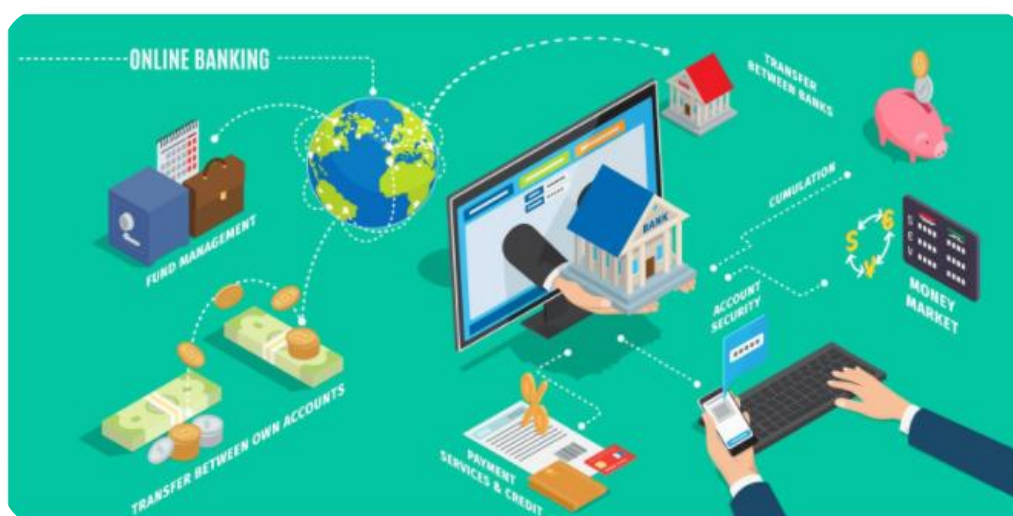 ONLINE BANKING
FUND MANAGEMENT
TRANSFER BETWEEN OWN ACCOUNTS
BANK
TRANSFER
BETWEEN BANKS
CUMULATION
ACCOUNT
SECURITY
MONEY
MARKET
PAYMENT
SERVICES & CREDIT